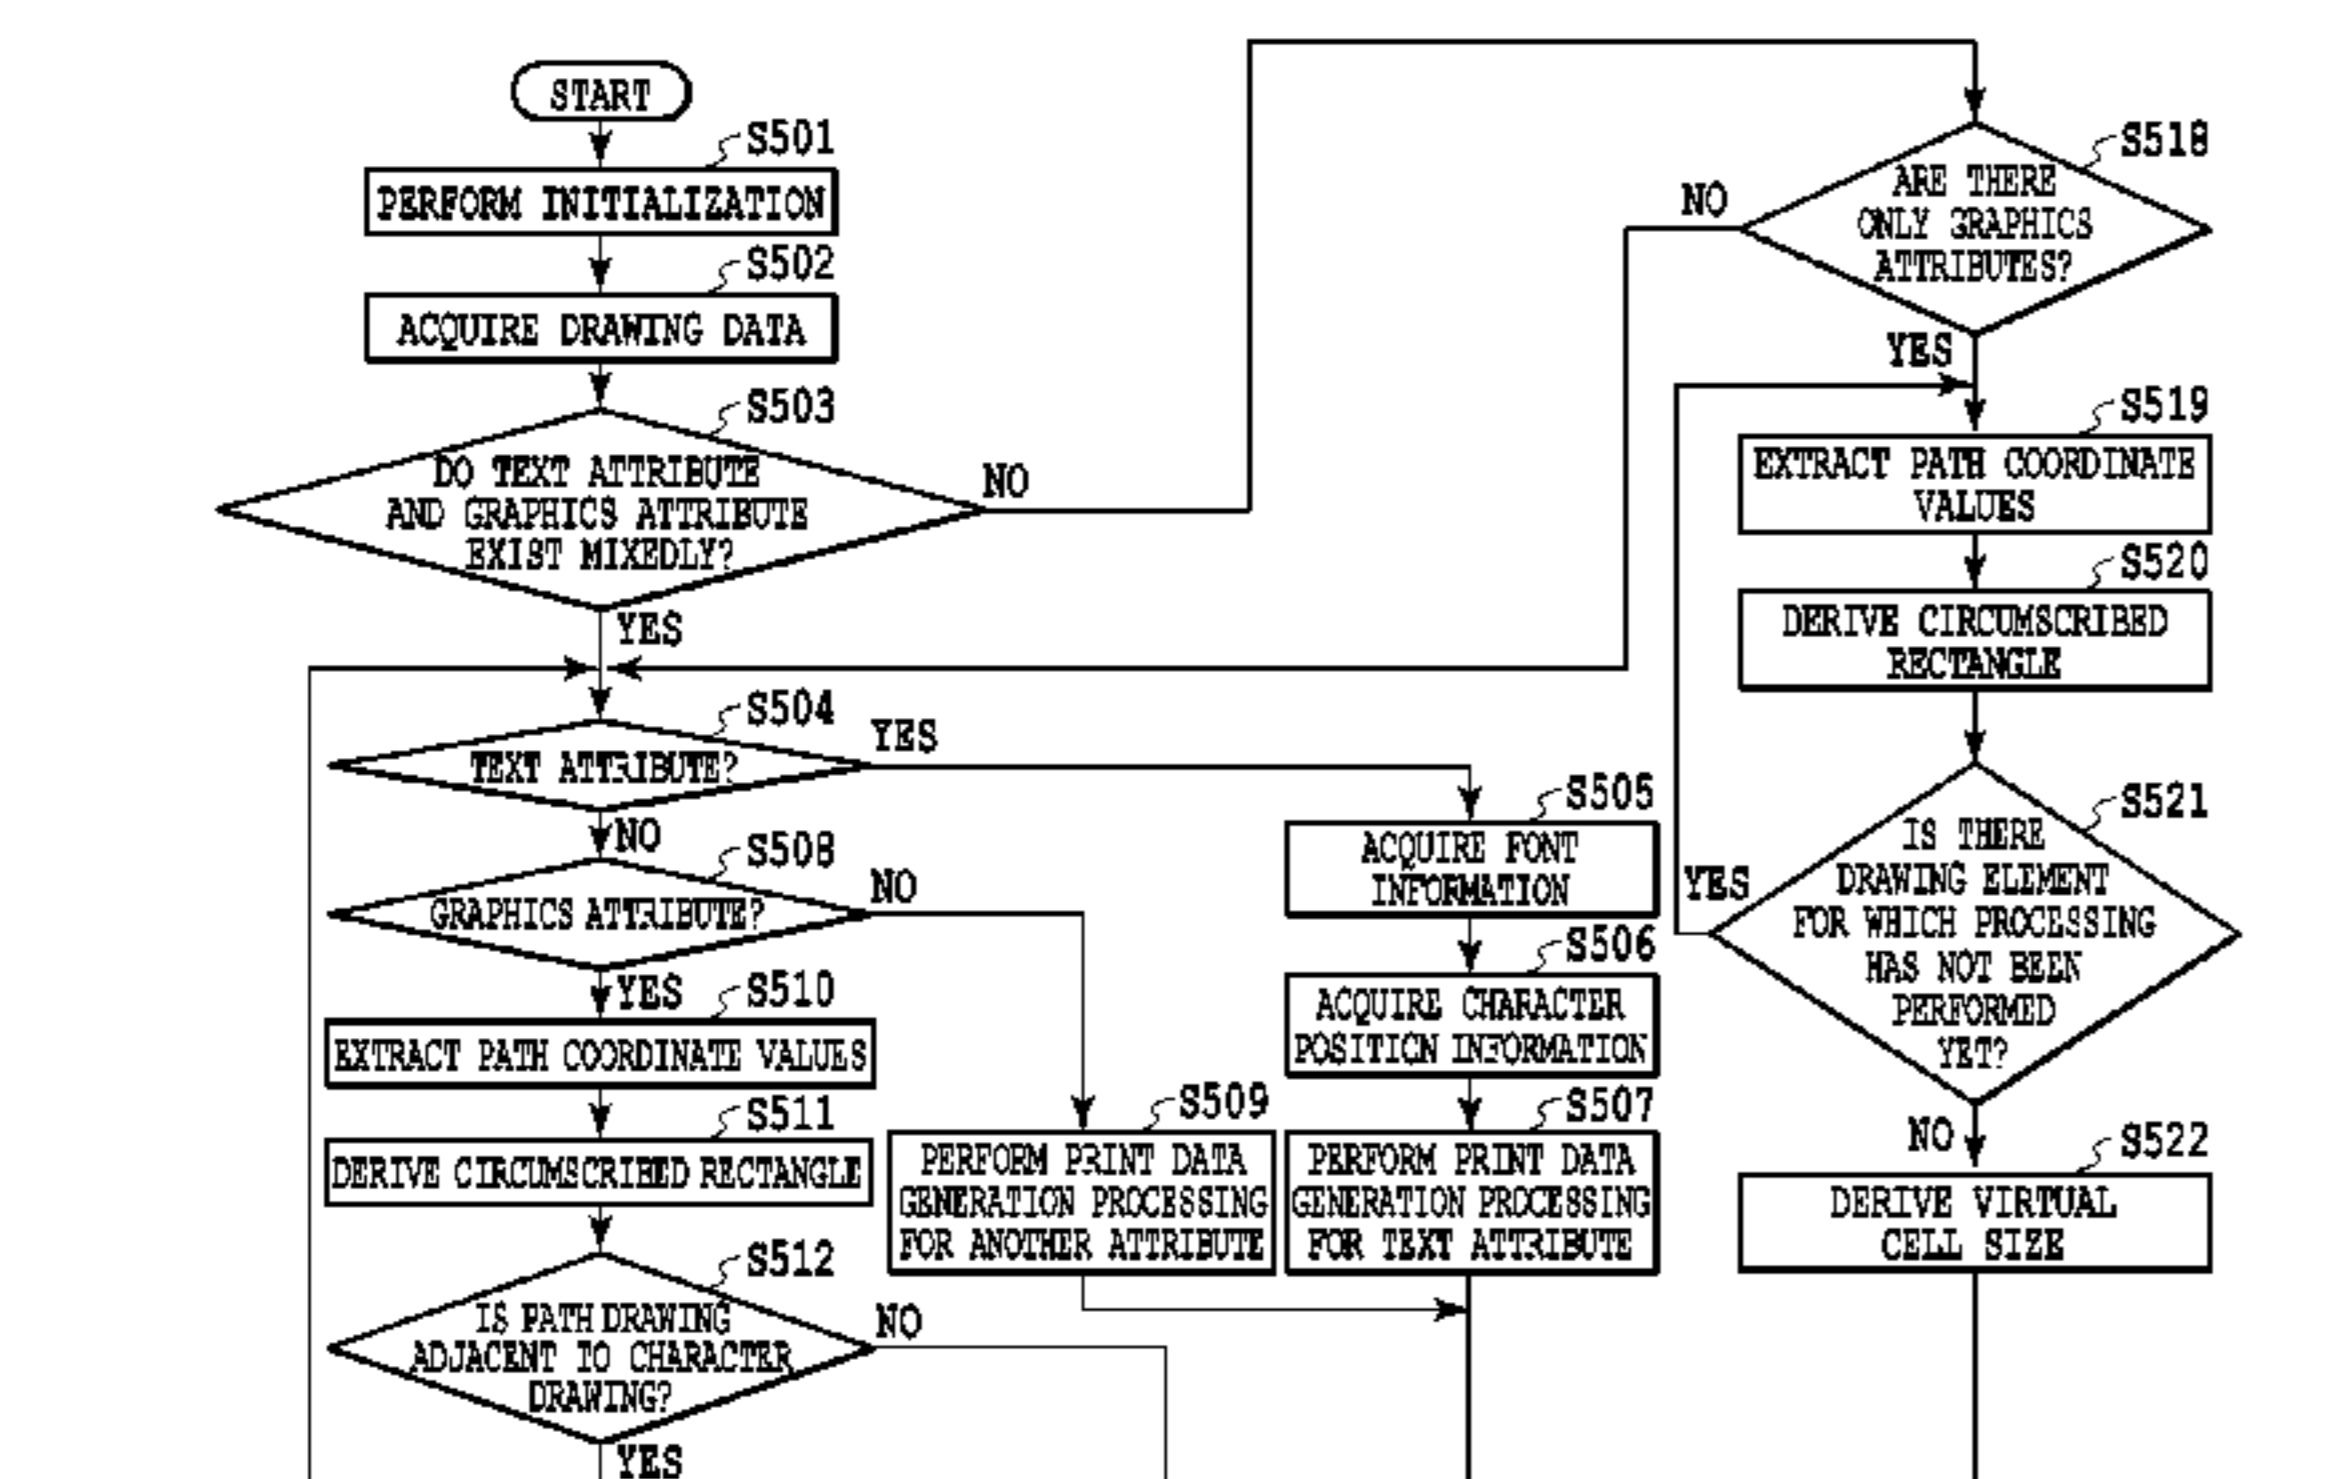 START
S501
PERFORM INITIALIZATION
S502
ACQUIRE DRAWING DATA
S503
DO TEXT ATTRIBUTE
AND GRAPHICS ATTRIBUTE
EXIST MIXEDLY?
NO
YES
S504
TEXT ATTRIBUTE?
YES
NO
S508
GRAPHICS ATTRIBUTE?
NO
YES
S510
EXTRACT PATH COORDINATE VALUES
S511
DERIVE CIRCUMSCRIBED RECTANGLE
S512
IS PATH DRAWING
ADJACENT TO CHARACTER
DRAWING?
NO
YES
S509
PERFORM PRINT DATA
GENERATION PROCESSING
FOR ANOTHER ATTRIBUTE
S505
ACQUIRE FONT
INFORMATION
S506
ACQUIRE CHARACTER
POSITION INFORMATION
S507
PERFORM PRINT DATA
GENERATION PROCESSING
FOR TEXT ATTRIBUTE
S518
ARE THERE
ONLY GRAPHICS
ATTRIBUTES?
NO
YES
S519
EXTRACT PATH COORDINATE
VALUES
S520
DERIVE CIRCUMSCRIBED
RECTANGLE
S521
IS THERE
DRAWING ELEMENT
FOR WHICH PROCESSING
HAS NOT BEEN
PERFORMED
YET?
YES
NO
S522
DERIVE VIRTUAL
CELL SIZE